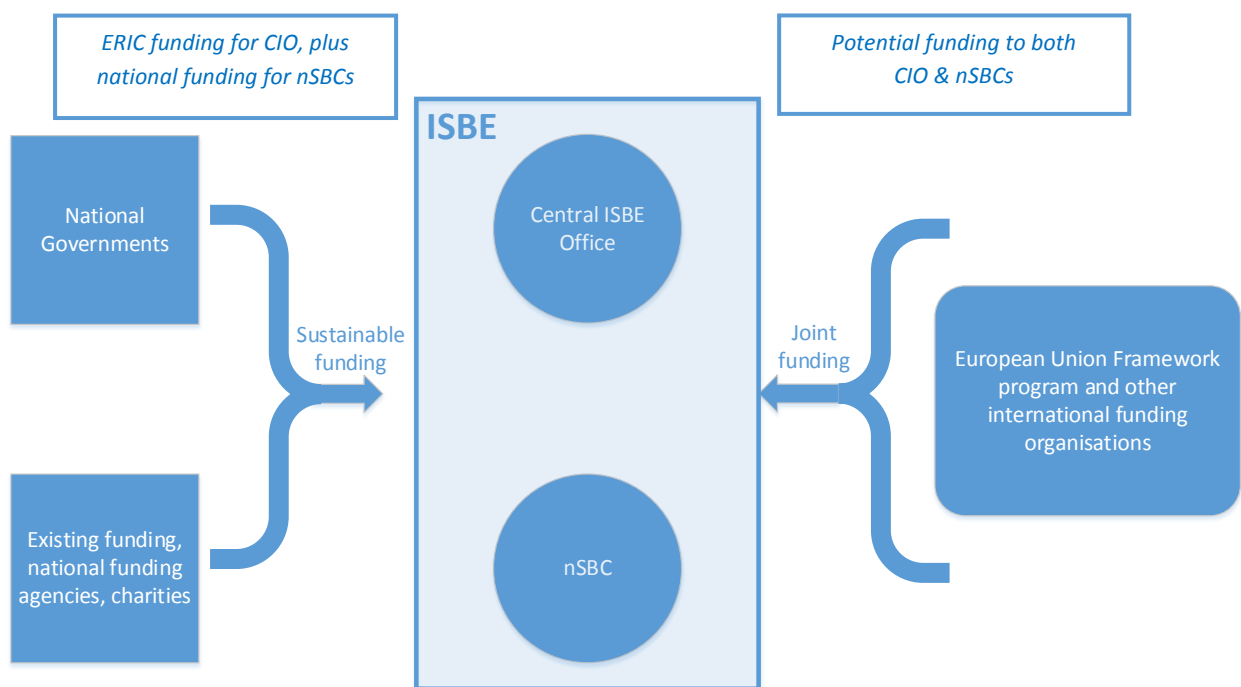 ERIC funding for CIO, plus
national funding for nSBCs
Potential funding to both
CIO & nSBCs
ISBE
National
Governments
Central ISBE
Office
Sustainable
funding
Joint
funding
European Union Framework
program and other
international funding
organisations
Existing funding,
national funding
agencies, charities
nSBC